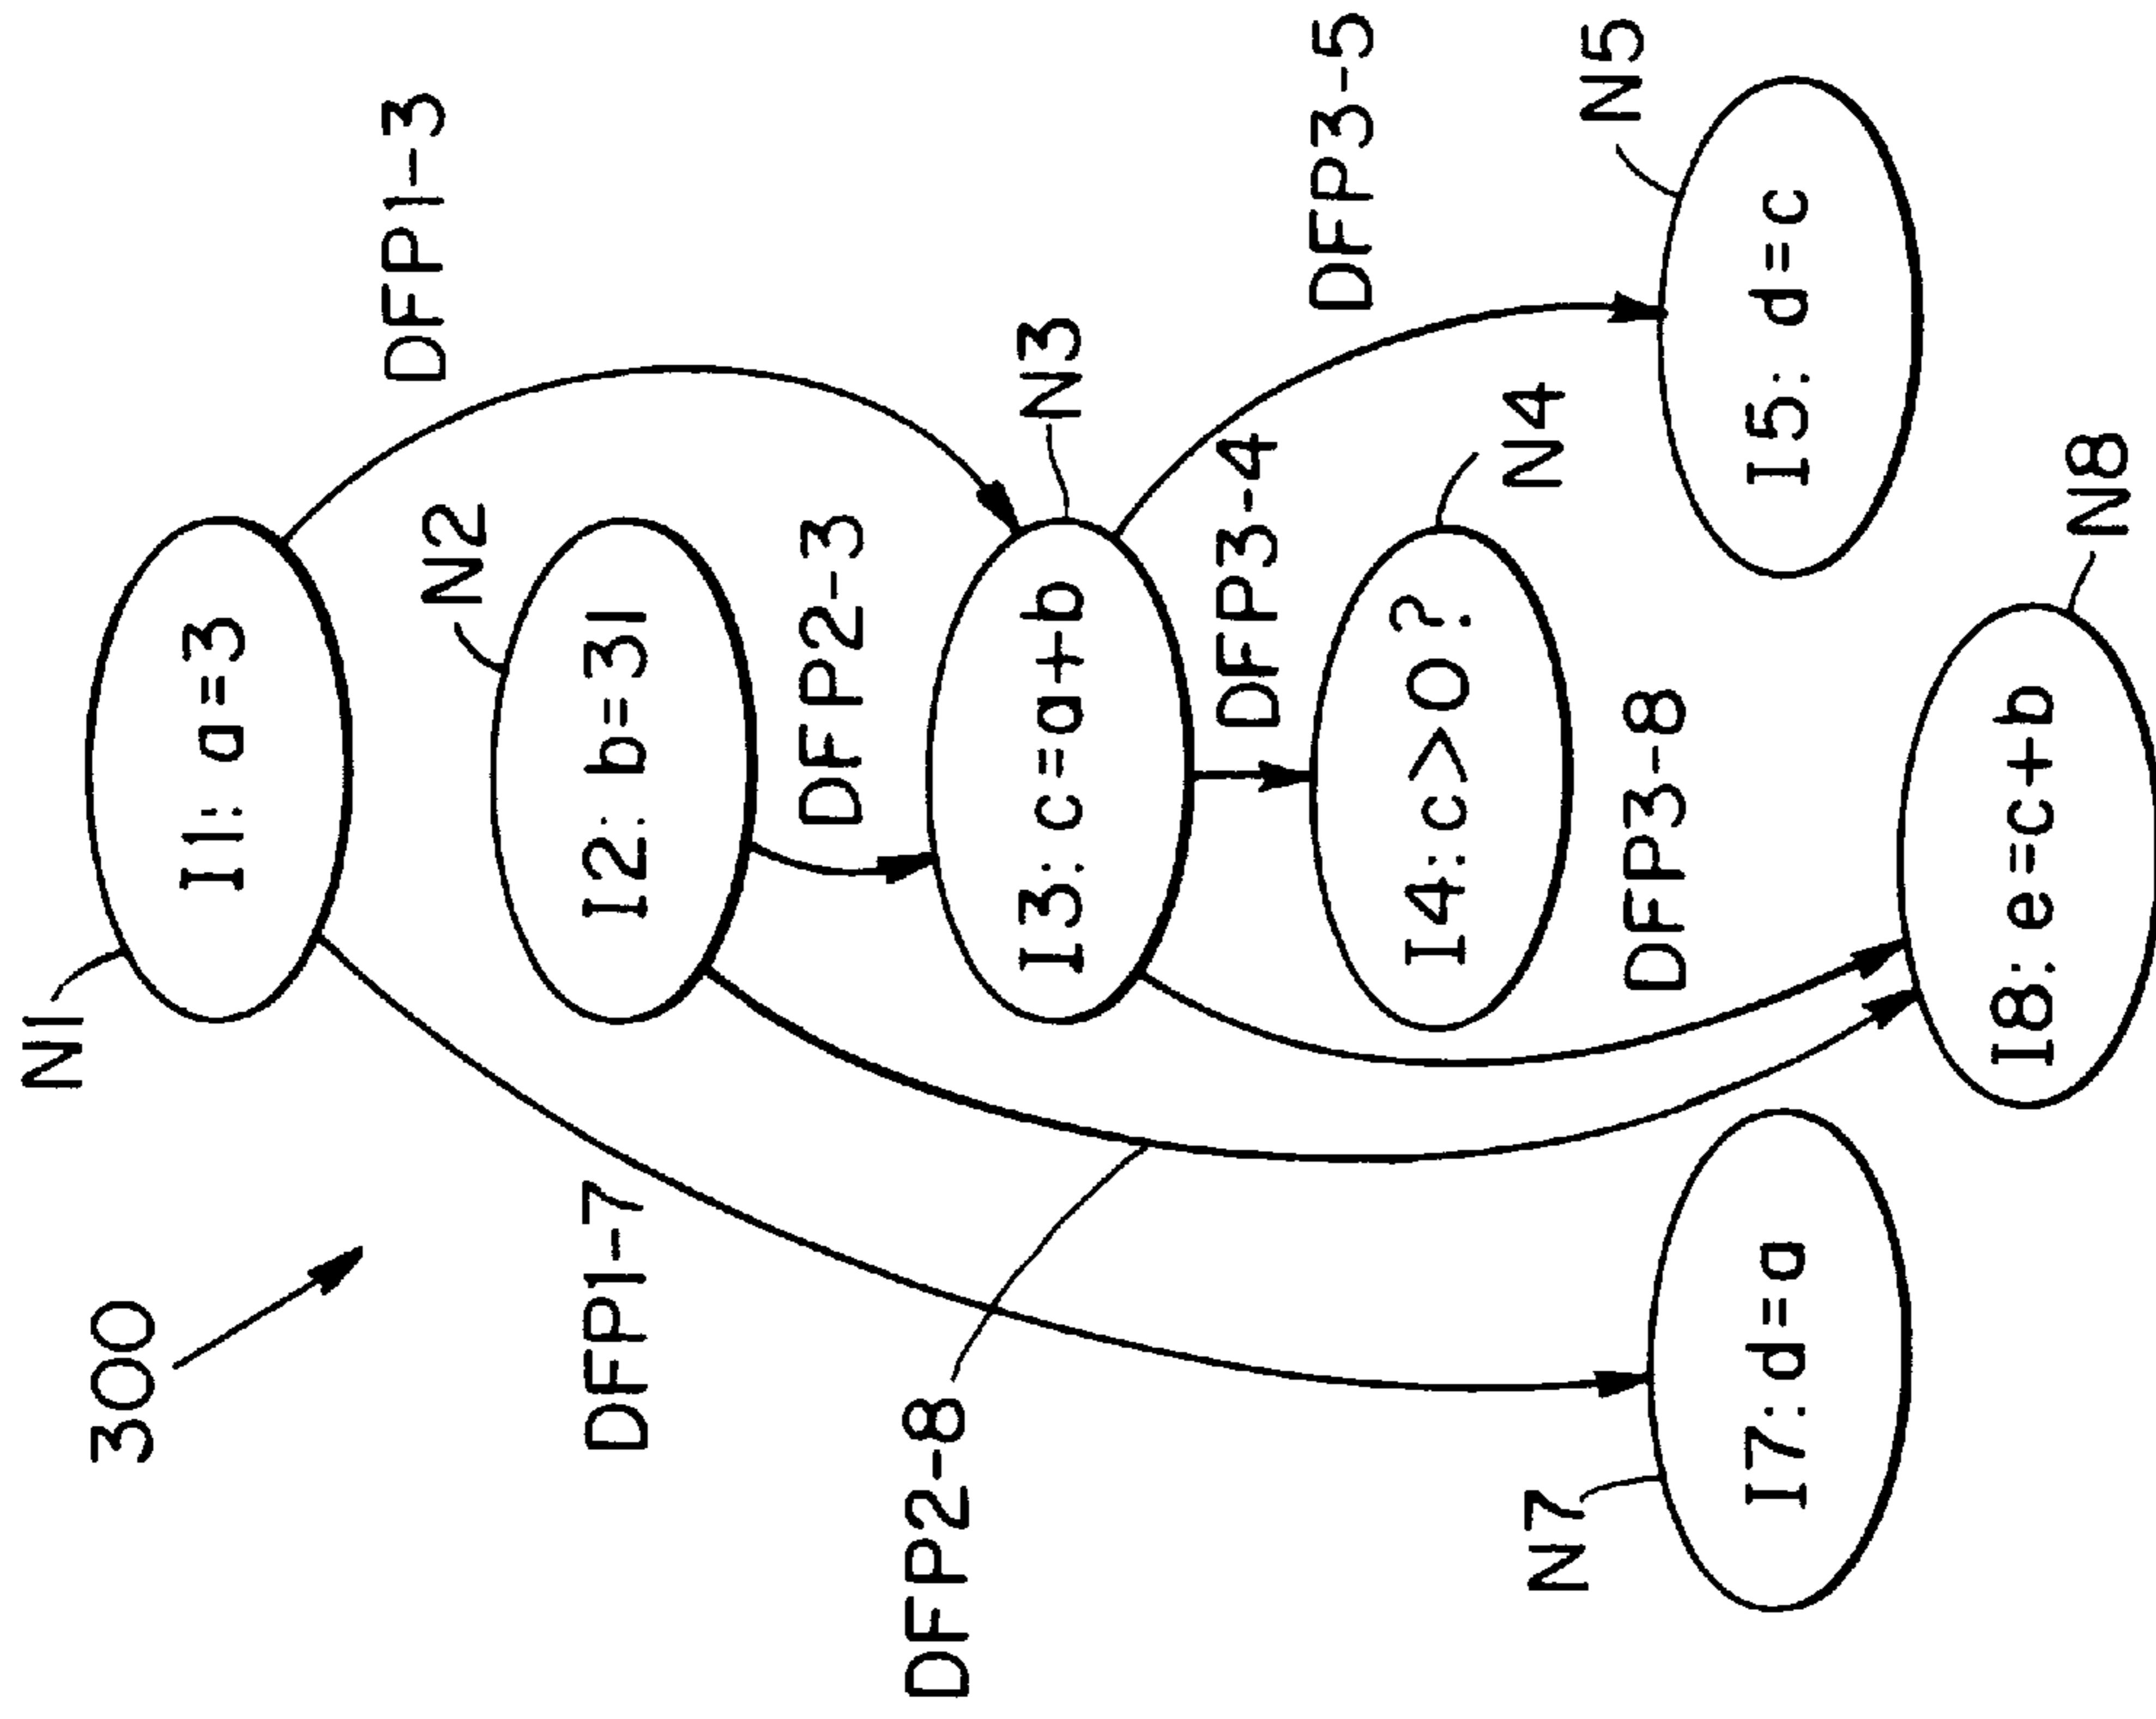 300
N1
I1: a=3
DFP1-3
N2
I2: b=31
DFP1-7
DFP2-3
DFP2-8
N3
I3: c=a+b
DFP3-4
DFP3-5
I4: c>0?
N4
DFP3-8
N7
I7: d=a
I5: d=c
N5
I8: e=c+b
N8